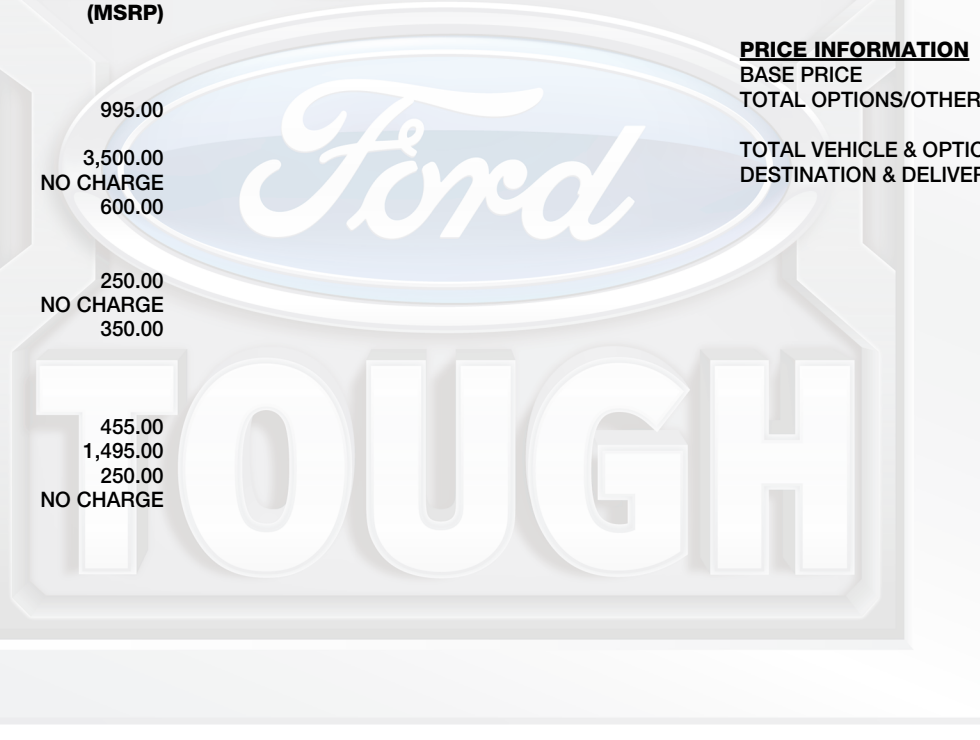 (MSRP)
995.00
3,500.00
NO CHARGE
600.00
250.00
NO CHARGE
350.00
455.00
1,495.00
250.00
NO CHARGE
PRICE INFORMATION
BASE PRICE
TOTAL OPTIONS/OTHER
TOTAL VEHICLE & OPTIO
DESTINATION & DELIVER
Ford
TOUGH